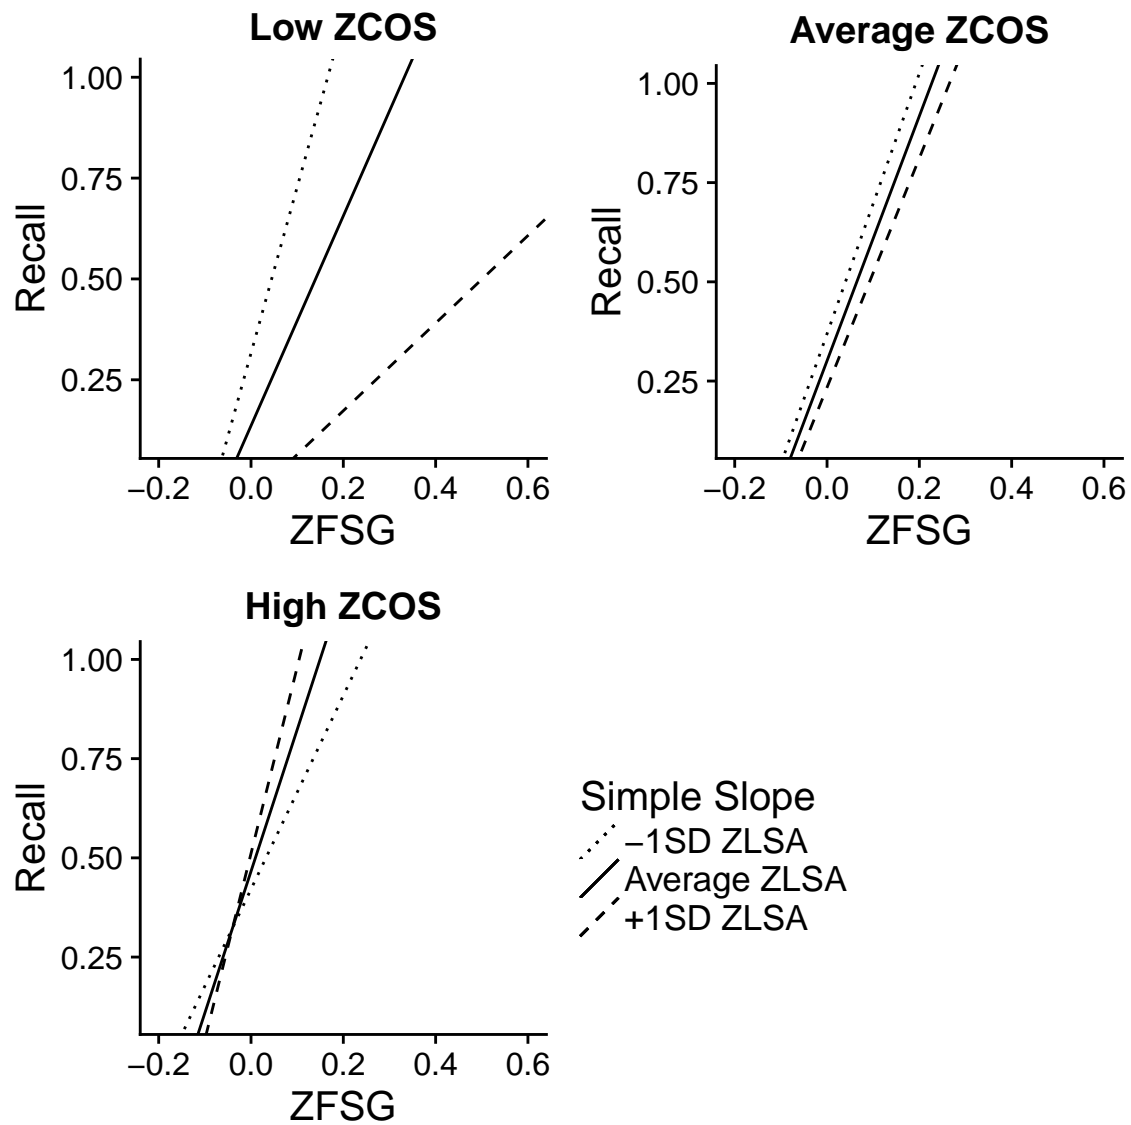 Low ZCOS
1.00
0.75
0.50
0.25
Recall
−0.2 0.0 0.2 0.4 0.6
ZFSG
Average ZCOS
1.00
0.75
0.50
0.25
Recall
−0.2 0.0 0.2 0.4 0.6
ZFSG
High ZCOS
1.00
0.75
0.50
0.25
Recall
−0.2 0.0 0.2 0.4 0.6
ZFSG
Simple Slope
−1SD ZLSA
Average ZLSA
+1SD ZLSA